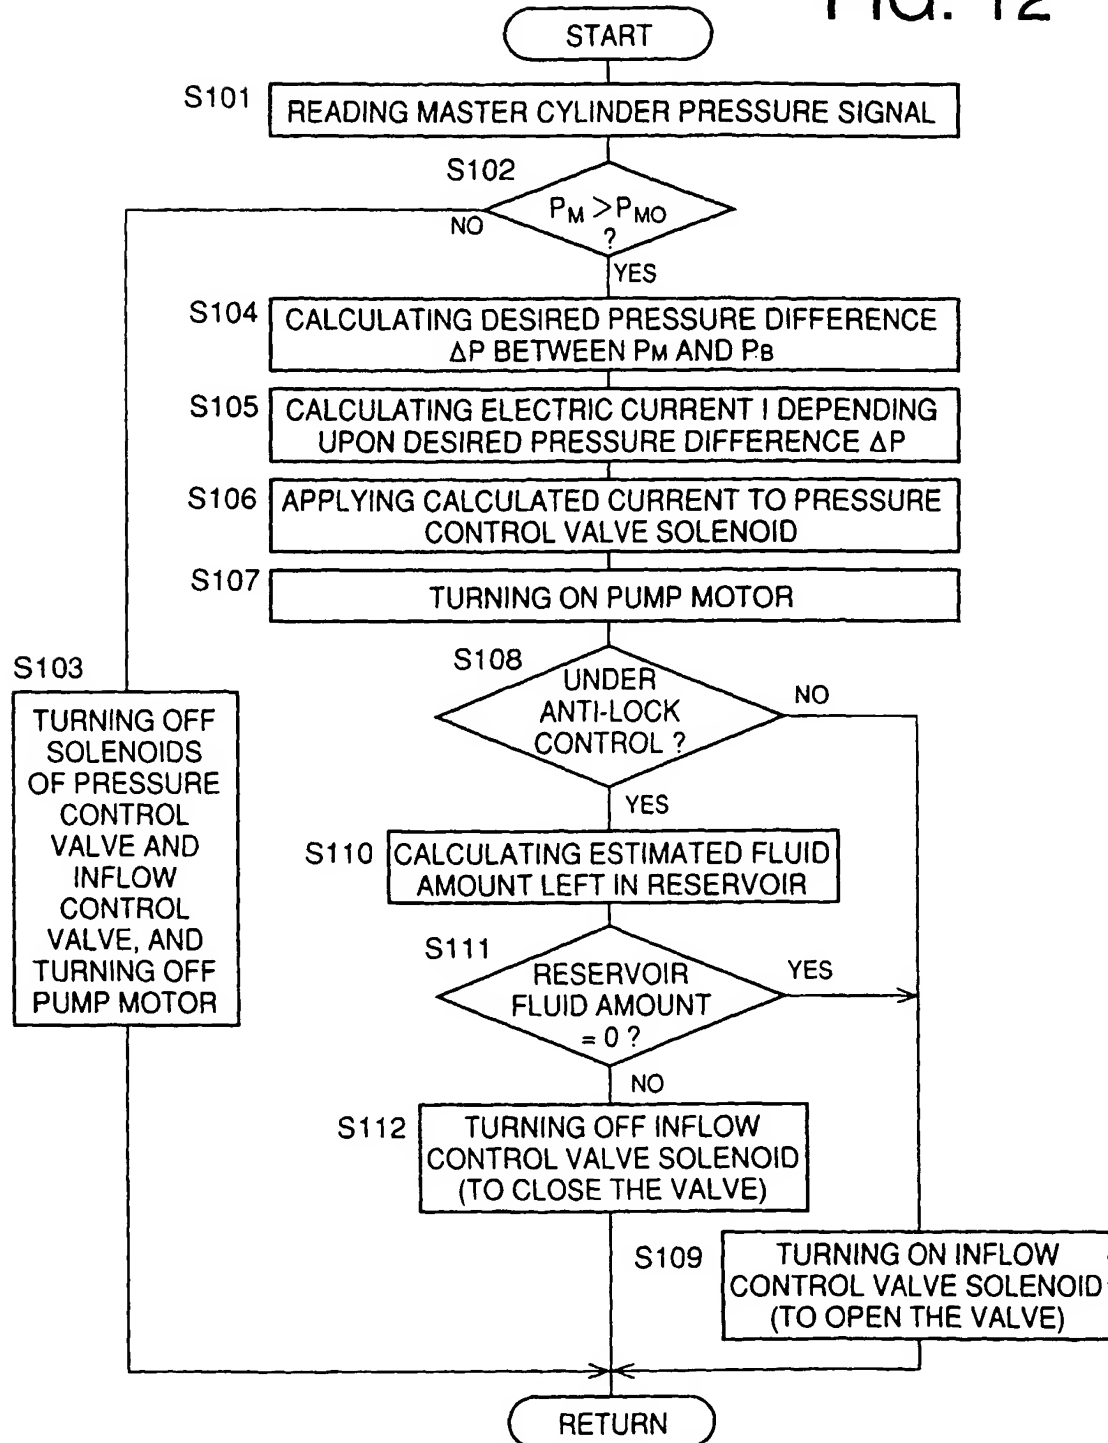 FIG. 12
START
S101
READING MASTER CYLINDER PRESSURE SIGNAL
S102
PM > PMO
?
NO
YES
S104
CALCULATING DESIRED PRESSURE DIFFERENCE
ΔP BETWEEN PM AND PB
S105
CALCULATING ELECTRIC CURRENT I DEPENDING
UPON DESIRED PRESSURE DIFFERENCE ΔP
S106
APPLYING CALCULATED CURRENT TO PRESSURE
CONTROL VALVE SOLENOID
S107
TURNING ON PUMP MOTOR
S103
TURNING OFF
SOLENOIDS
OF PRESSURE
CONTROL
VALVE AND
INFLOW
CONTROL
VALVE, AND
TURNING OFF
PUMP MOTOR
S108
UNDER
ANTI-LOCK
CONTROL ?
NO
YES
S110
CALCULATING ESTIMATED FLUID
AMOUNT LEFT IN RESERVOIR
S111
RESERVOIR
FLUID AMOUNT
= 0 ?
YES
NO
S112
TURNING OFF INFLOW
CONTROL VALVE SOLENOID
(TO CLOSE THE VALVE)
S109
TURNING ON INFLOW
CONTROL VALVE SOLENOID
(TO OPEN THE VALVE)
RETURN